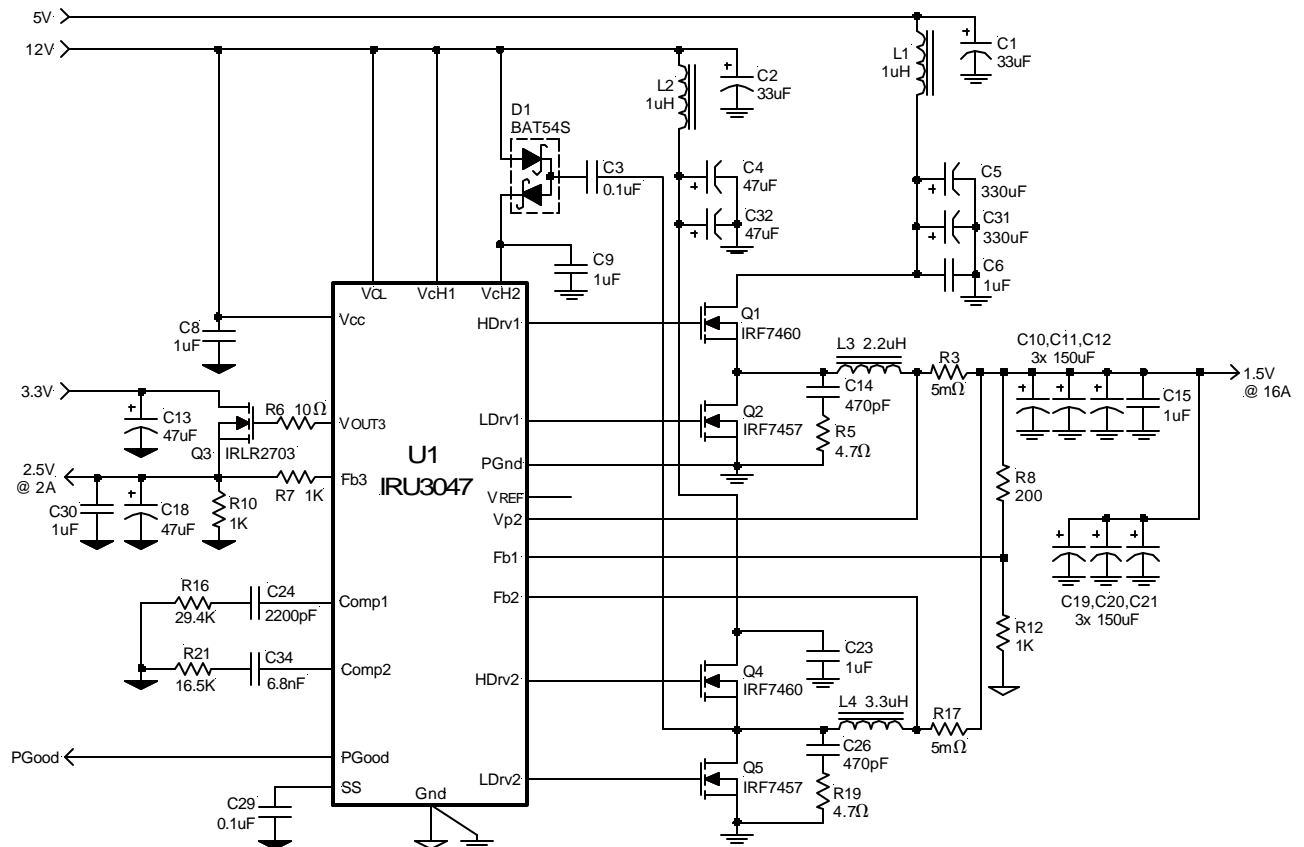 5V
12V
L1
1uH
C1
33uF
L2
1uH
C2
33uF
D1
BAT54S
C3
0.1uF
C4
47uF
C32
47uF
C5
330uF
C31
330uF
C6
1uF
C9
1uF
VCL
VcH1
VcH2
C8
1uF
Vcc
HDrv1
Q1
IRF7460
L3 2.2uH
R3
5mΩ
C10,C11,C12
3x 150uF
1.5V
@ 16A
C15
1uF
3.3V
C13
47uF
R6 10Ω
VOUT3
Q3
IRLR2703
LDrv1
Q2
IRF7457
C14
470pF
R5
4.7Ω
U1
IRU3047
PGnd
2.5V
@ 2A
R7 1K
Fb3
VREF
Vp2
R8
200
C30
1uF
C18
47uF
R10
1K
Fb1
Fb2
C19,C20,C21
3x 150uF
R16
29.4K
C24
2200pF
Comp1
R12
1K
R21
16.5K
C34
6.8nF
Comp2
HDrv2
Q4
IRF7460
C23
1uF
L4 3.3uH
R17
5mΩ
PGood
PGood
LDrv2
Q5
IRF7457
C26
470pF
R19
4.7Ω
SS
Gnd
C29
0.1uF